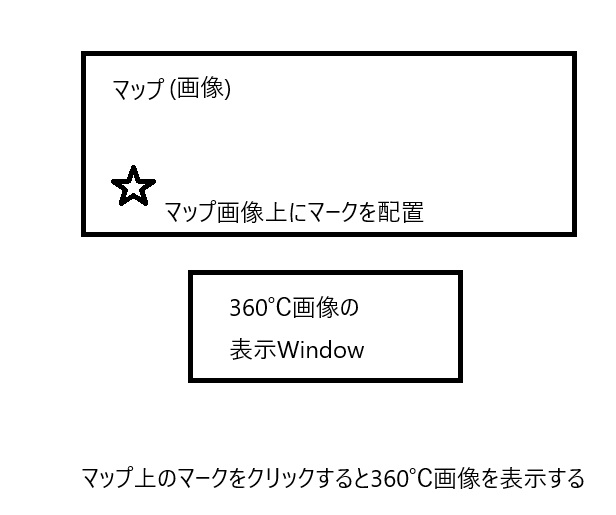 マップ(画像)
マップ画像上にマークを配置
360℃画像の
表示Window
マップ上のマークをクリックすると360℃画像を表示する